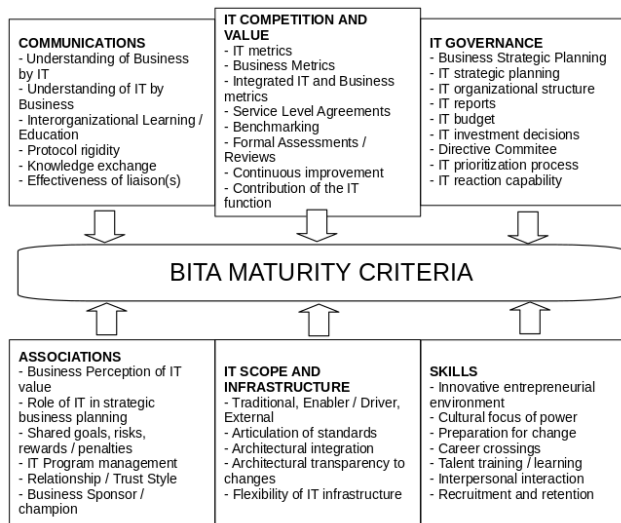 COMMUNICATIONS
- Understanding of Business
by IT
- Understanding of IT by
Business
- Interorganizational Learning /
Education
- Protocol rigidity
- Knowledge exchange
- Effectiveness of liaison(s)
IT COMPETITION AND
VALUE
- IT metrics
- Business Metrics
- Integrated IT and Business
metrics
- Service Level Agreements
- Benchmarking
- Formal Assessments /
Reviews
- Continuous improvement
- Contribution of the IT
function
IT GOVERNANCE
- Business Strategic Planning
- IT strategic planning
- IT organizational structure
- IT reports
- IT budget
- IT investment decisions
- Directive Commitee
- IT prioritization process
- IT reaction capability
BITA MATURITY CRITERIA
ASSOCIATIONS
- Business Perception of IT
value
- Role of IT in strategic
business planning
- Shared goals, risks,
rewards / penalties
- IT Program management
- Relationship / Trust Style
- Business Sponsor /
champion
IT SCOPE AND
INFRASTRUCTURE
- Traditional, Enabler / Driver,
External
- Articulation of standards
- Architectural integration
- Architectural transparency to
changes
- Flexibility of IT infrastructure
SKILLS
- Innovative entrepreneurial
environment
- Cultural focus of power
- Preparation for change
- Career crossings
- Talent training / learning
- Interpersonal interaction
- Recruitment and retention